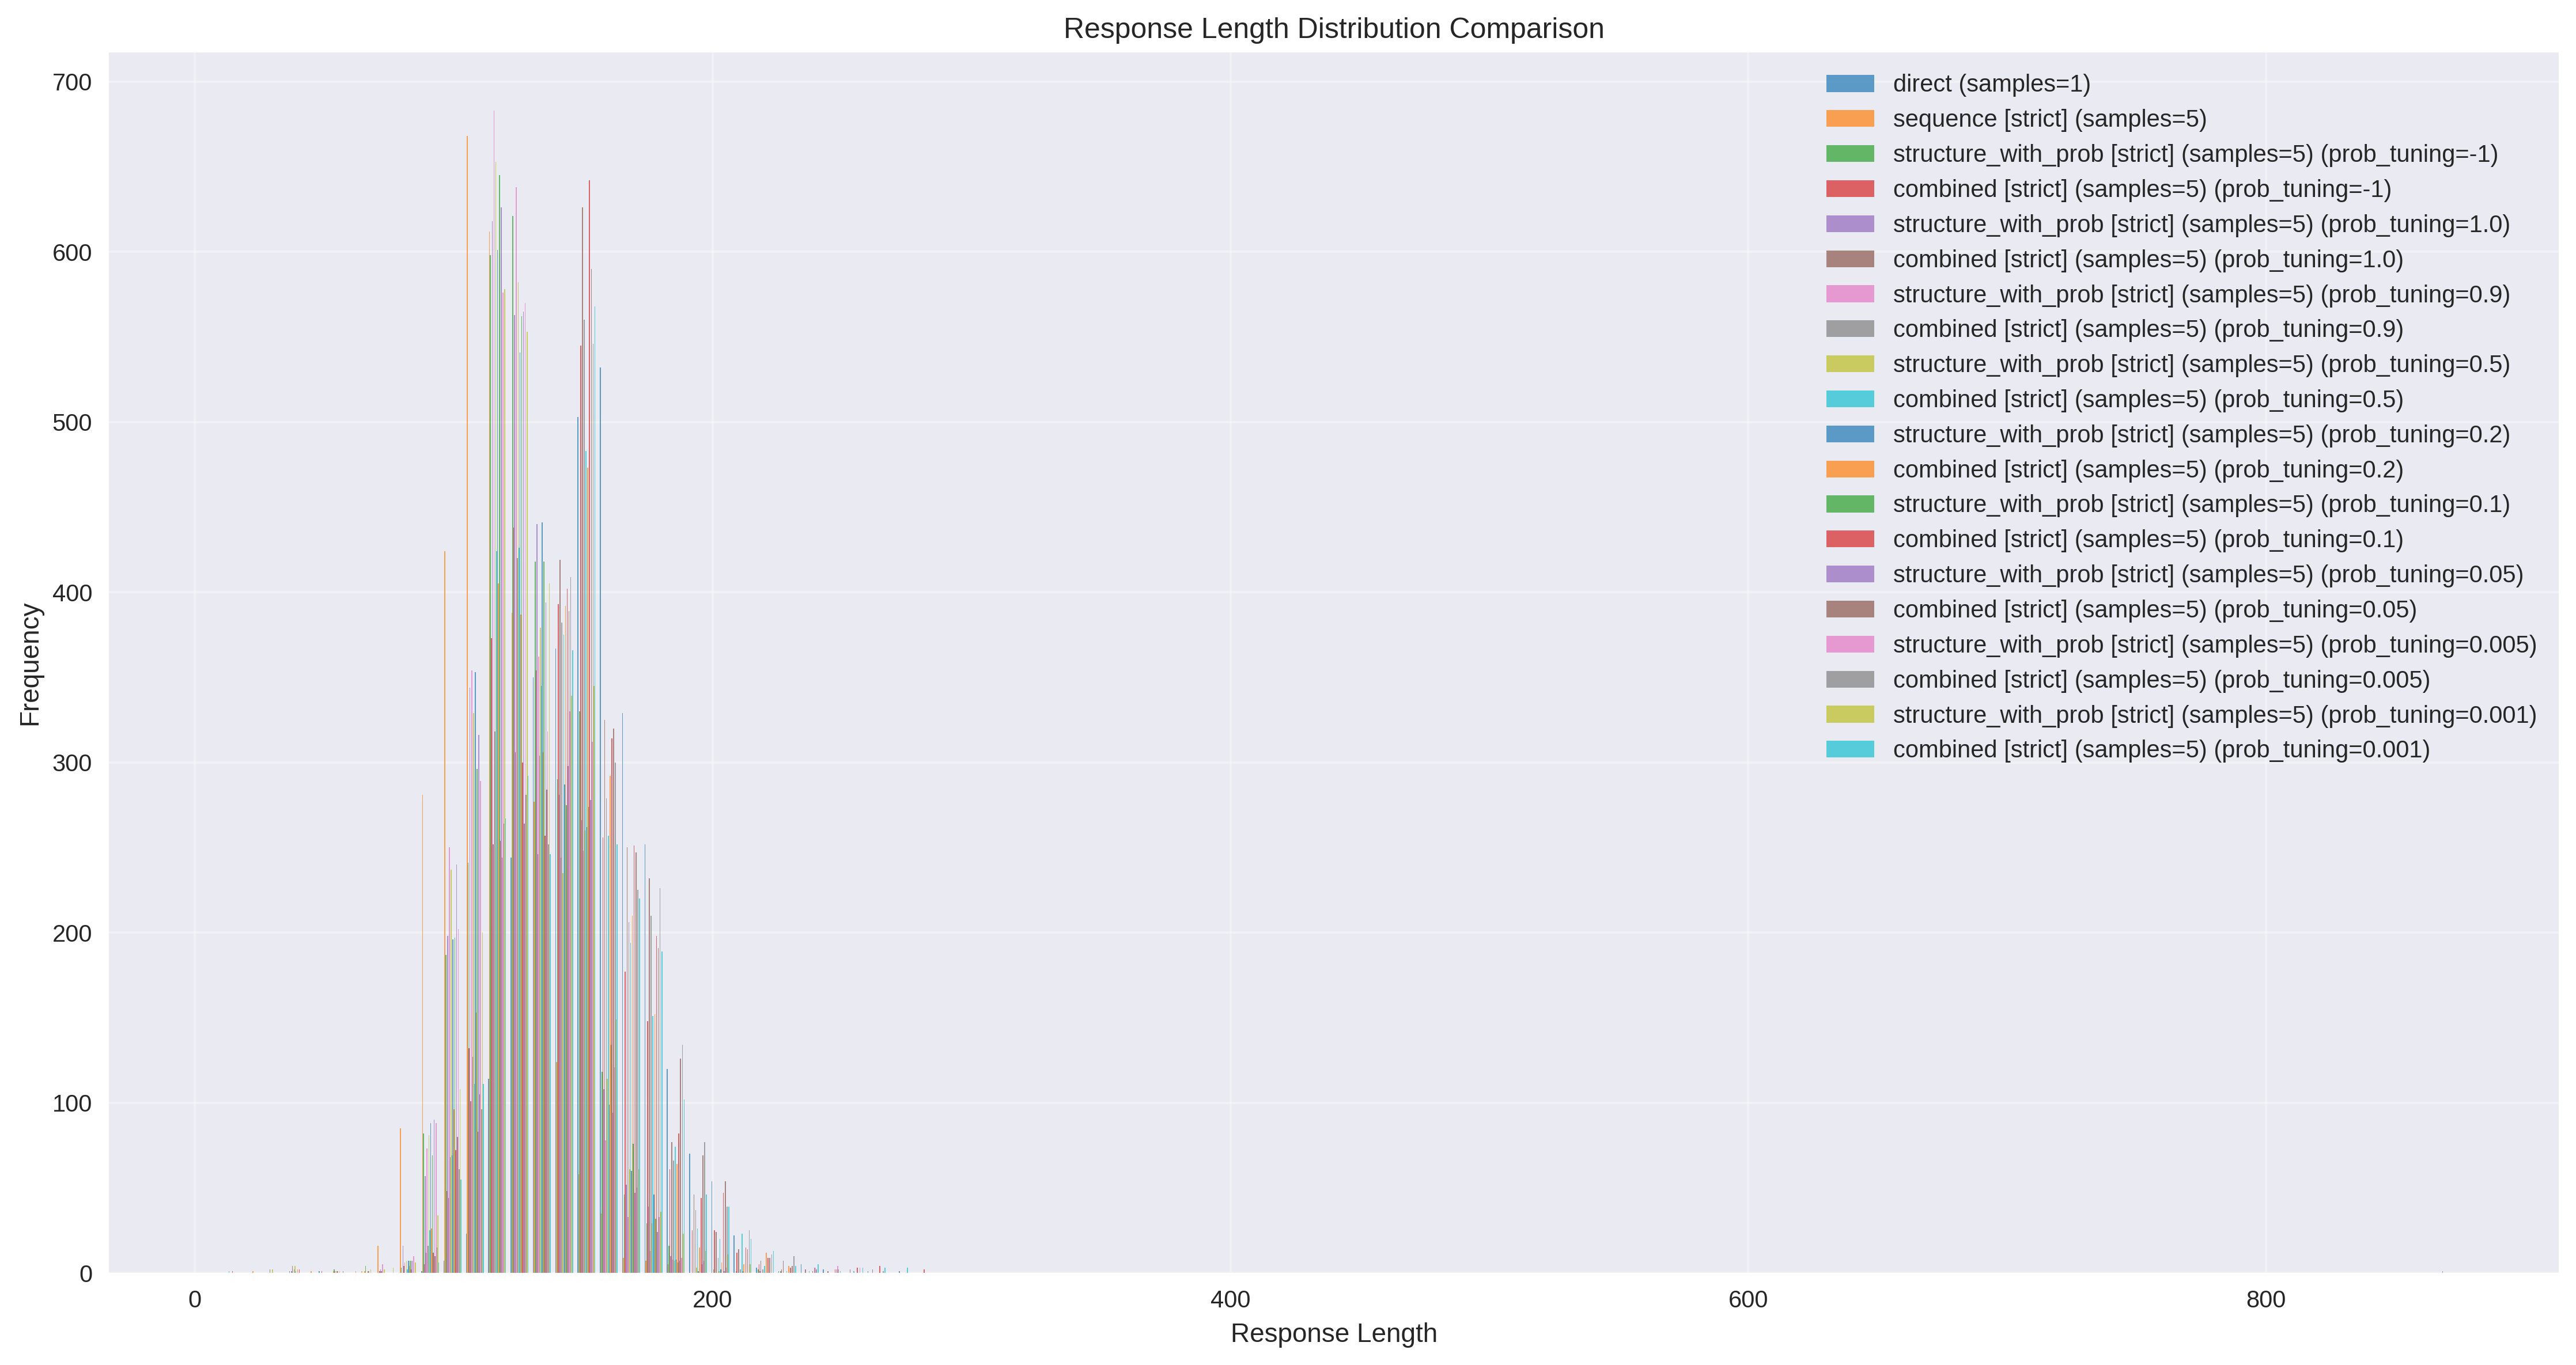 Response Length Distribution Comparison
700
600
500
400
300
200
100
0
Frequency
direct (samples=1)
sequence [strict] (samples=5)
structure_with_prob [strict] (samples=5) (prob_tuning=-1)
combined [strict] (samples=5) (prob_tuning=-1)
structure_with_prob [strict] (samples=5) (prob_tuning=1.0)
combined [strict] (samples=5) (prob_tuning=1.0)
structure_with_prob [strict] (samples=5) (prob_tuning=0.9)
combined [strict] (samples=5) (prob_tuning=0.9)
structure_with_prob [strict] (samples=5) (prob_tuning=0.5)
combined [strict] (samples=5) (prob_tuning=0.5)
structure_with_prob [strict] (samples=5) (prob_tuning=0.2)
combined [strict] (samples=5) (prob_tuning=0.2)
structure_with_prob [strict] (samples=5) (prob_tuning=0.1)
combined [strict] (samples=5) (prob_tuning=0.1)
structure_with_prob [strict] (samples=5) (prob_tuning=0.05)
combined [strict] (samples=5) (prob_tuning=0.05)
structure_with_prob [strict] (samples=5) (prob_tuning=0.005)
combined [strict] (samples=5) (prob_tuning=0.005)
structure_with_prob [strict] (samples=5) (prob_tuning=0.001)
combined [strict] (samples=5) (prob_tuning=0.001)
0 200 400 600 800
Response Length